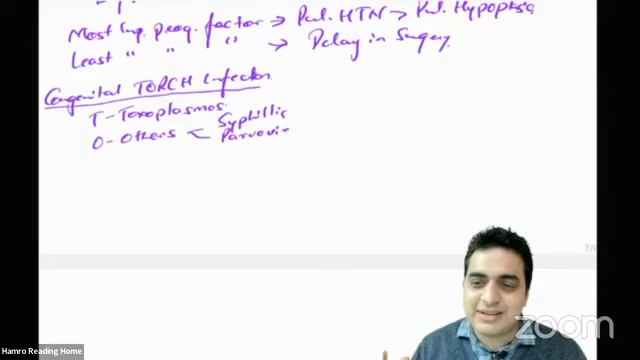 Most Imp. prog. factor → Pul. HTN > Pul. Hypoplasia
Least " " " → Delay in Surgery.
Congenital TORCH Infection
T - Toxoplasmos.
O - Others < Syphillis
Parvovir
7/
Hamro Reading Home
zoom